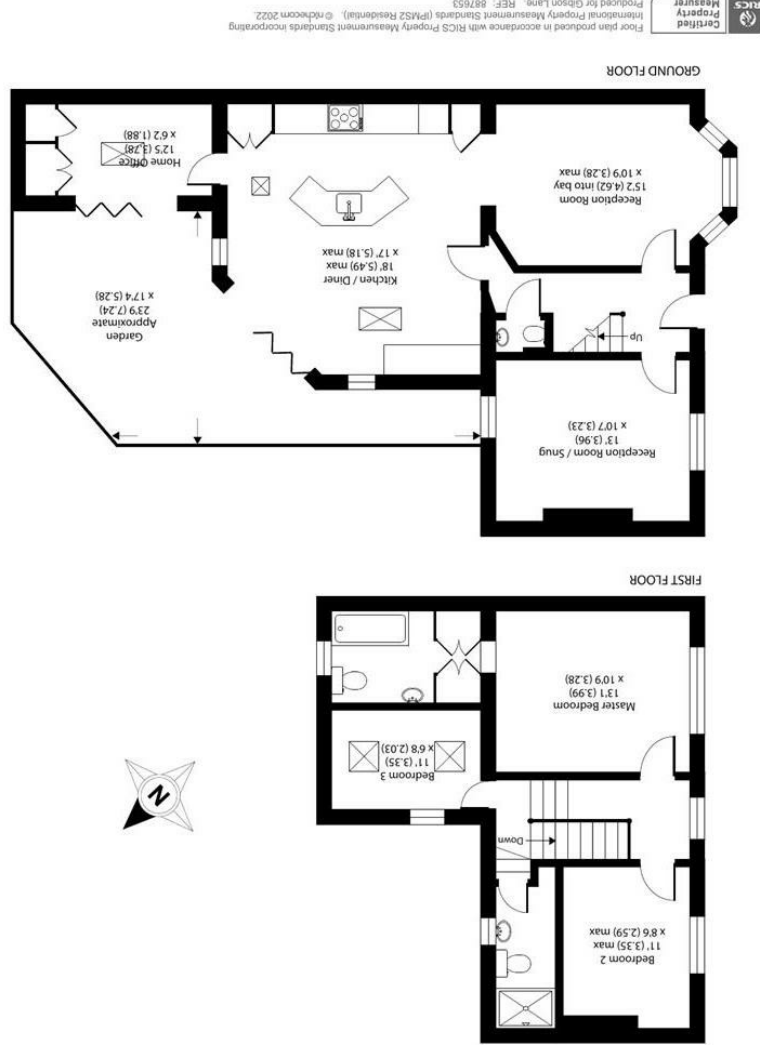 Bedroom 2
11' (3.35) max
x 8'6 (2.59) max
Down
Bedroom 3
11' (3.35)
x 6'8 (2.03)
Master Bedroom
13'1 (3.99)
x 10'9 (3.28)
N
FIRST FLOOR
Reception Room / Snug
13' (3.96)
x 10'7 (3.23)
Up
Garden
Approximate
23'9 (7.24)
x 17'4 (5.28)
Kitchen / Diner
18' (5.49) max
x 17' (5.18) max
Reception Room
15'2 (4.62) into bay
x 10'9 (3.28) max
Home Office
12'5 (3.78)
x 6'2 (1.88)
GROUND FLOOR
RICS
Certified
Property
Measurer
Floor plan produced in accordance with RICS Property Measurement Standards incorporating
International Property Measurement Standards (IPMS2 Residential). © nichecom 2022.
Produced for Gibson Lane. REF: 887653